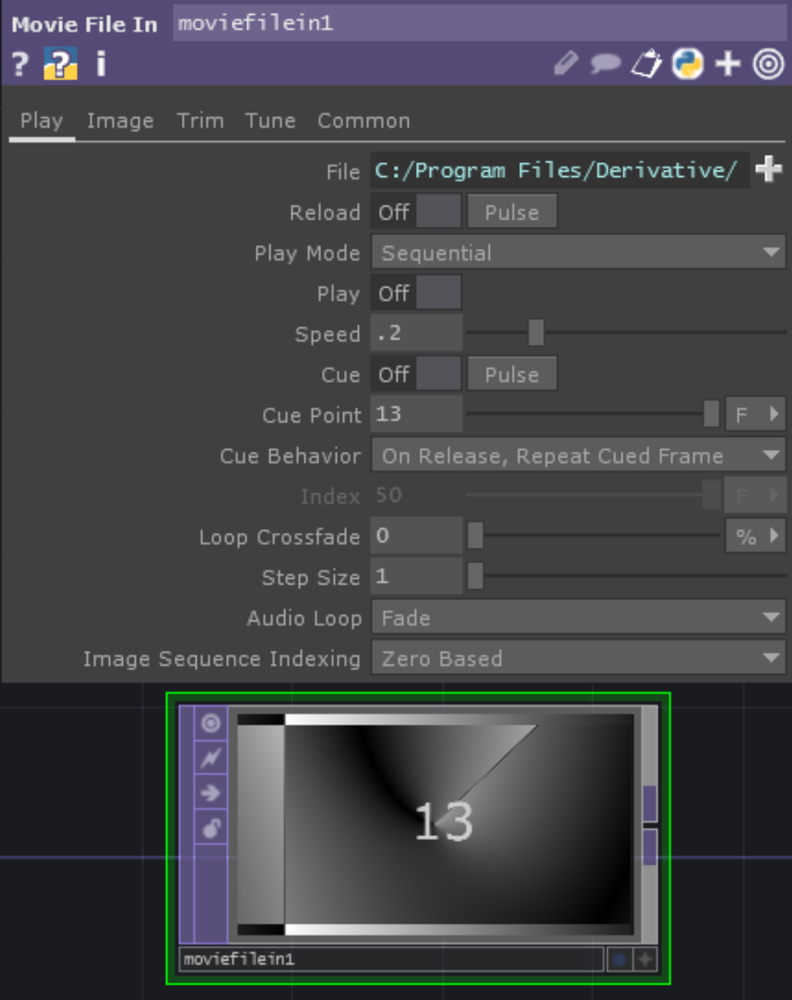 Movie File In moviefilein1
? ? i
Play Image Trim Tune Common
File C:/Program Files/Derivative/
Reload Off Pulse
Play Mode Sequential
Play Off
Speed .2
Cue Off Pulse
Cue Point 13 F
Cue Behavior On Release, Repeat Cued Frame
Index 50 F
Loop Crossfade 0 %
Step Size 1
Audio Loop Fade
Image Sequence Indexing Zero Based
13
moviefilein1